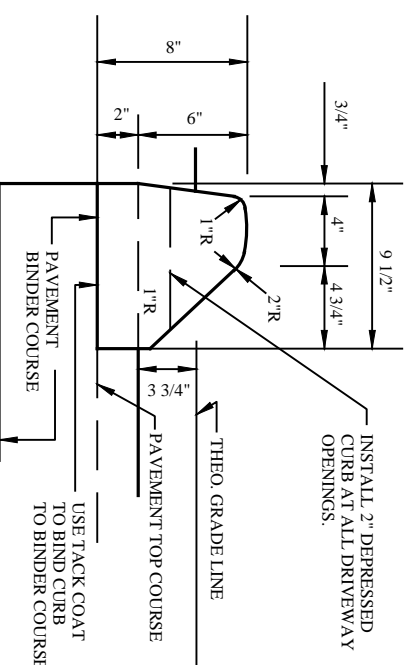 8"
2"
6"
3/4"
4"
9 1/2"
4 3/4"
1"R
2"R
1"R
3 3/4"
INSTALL 2" DEPRESSED
CURB AT ALL DRIVEWAY
OPENINGS.
THEO. GRADE LINE
PAVEMENT TOP COURSE
USE TACK COAT
TO BIND CURB
TO BINDER COURSE
PAVEMENT
BINDER COURSE